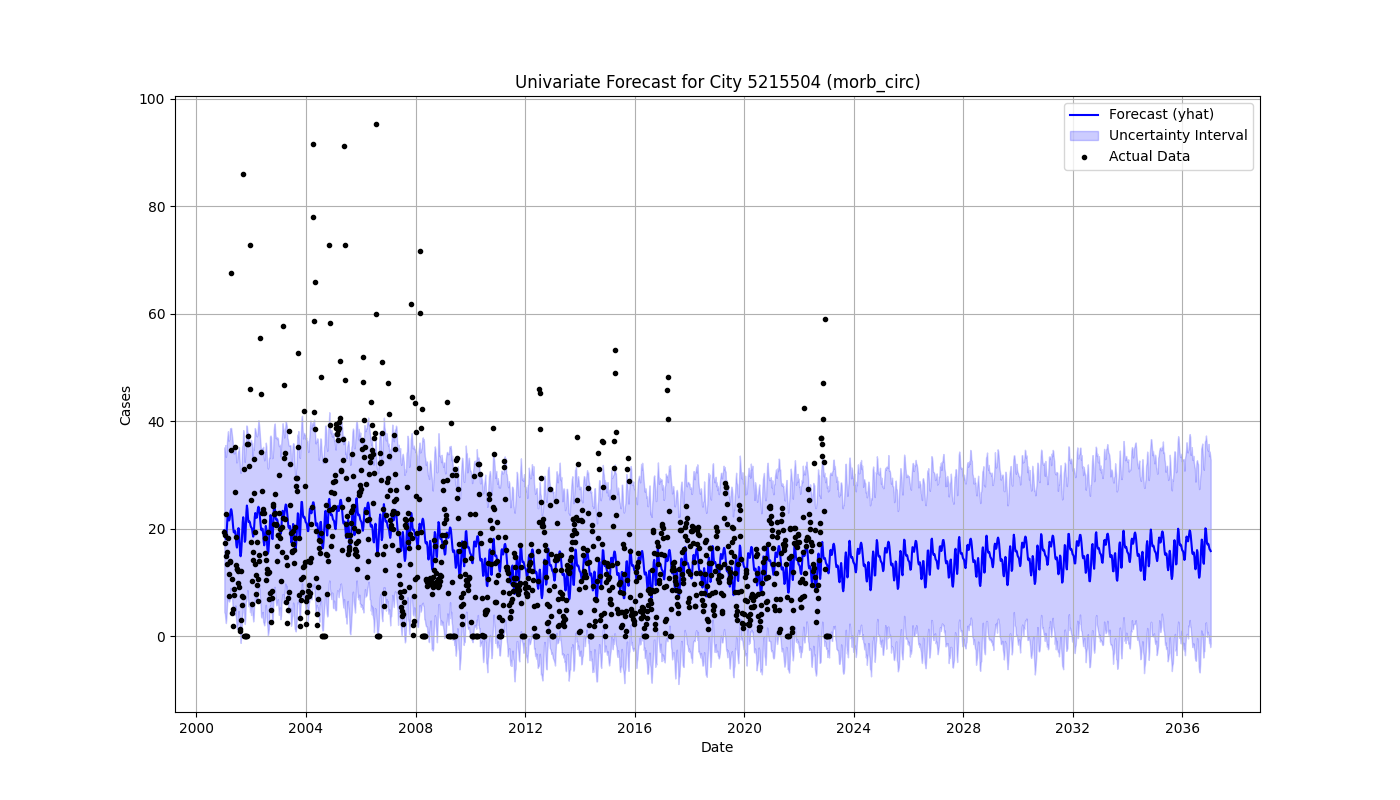 Univariate Forecast for City 5215504 (morb_circ)
Forecast (yhat)
Uncertainty Interval
Actual Data
Cases
100
80
60
40
20
0
2000 2004 2008 2012 2016 2020 2024 2028 2032 2036
Date